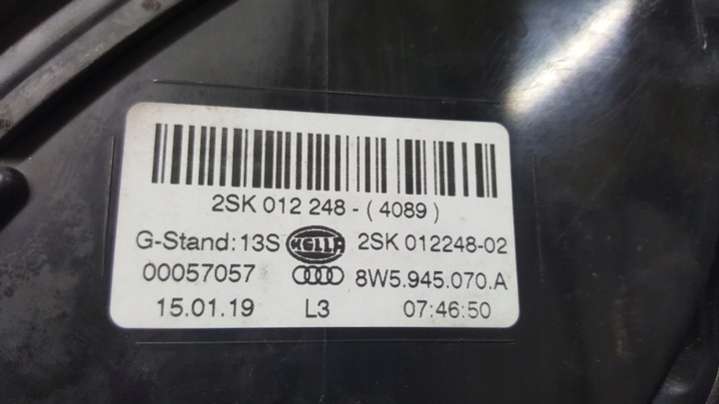 2SK 012 248 - ( 4089 )
G-Stand: 13S HELLA 2SK 012248-02
00057057 8W5.945.070.A
15.01.19 L3 07:46:50